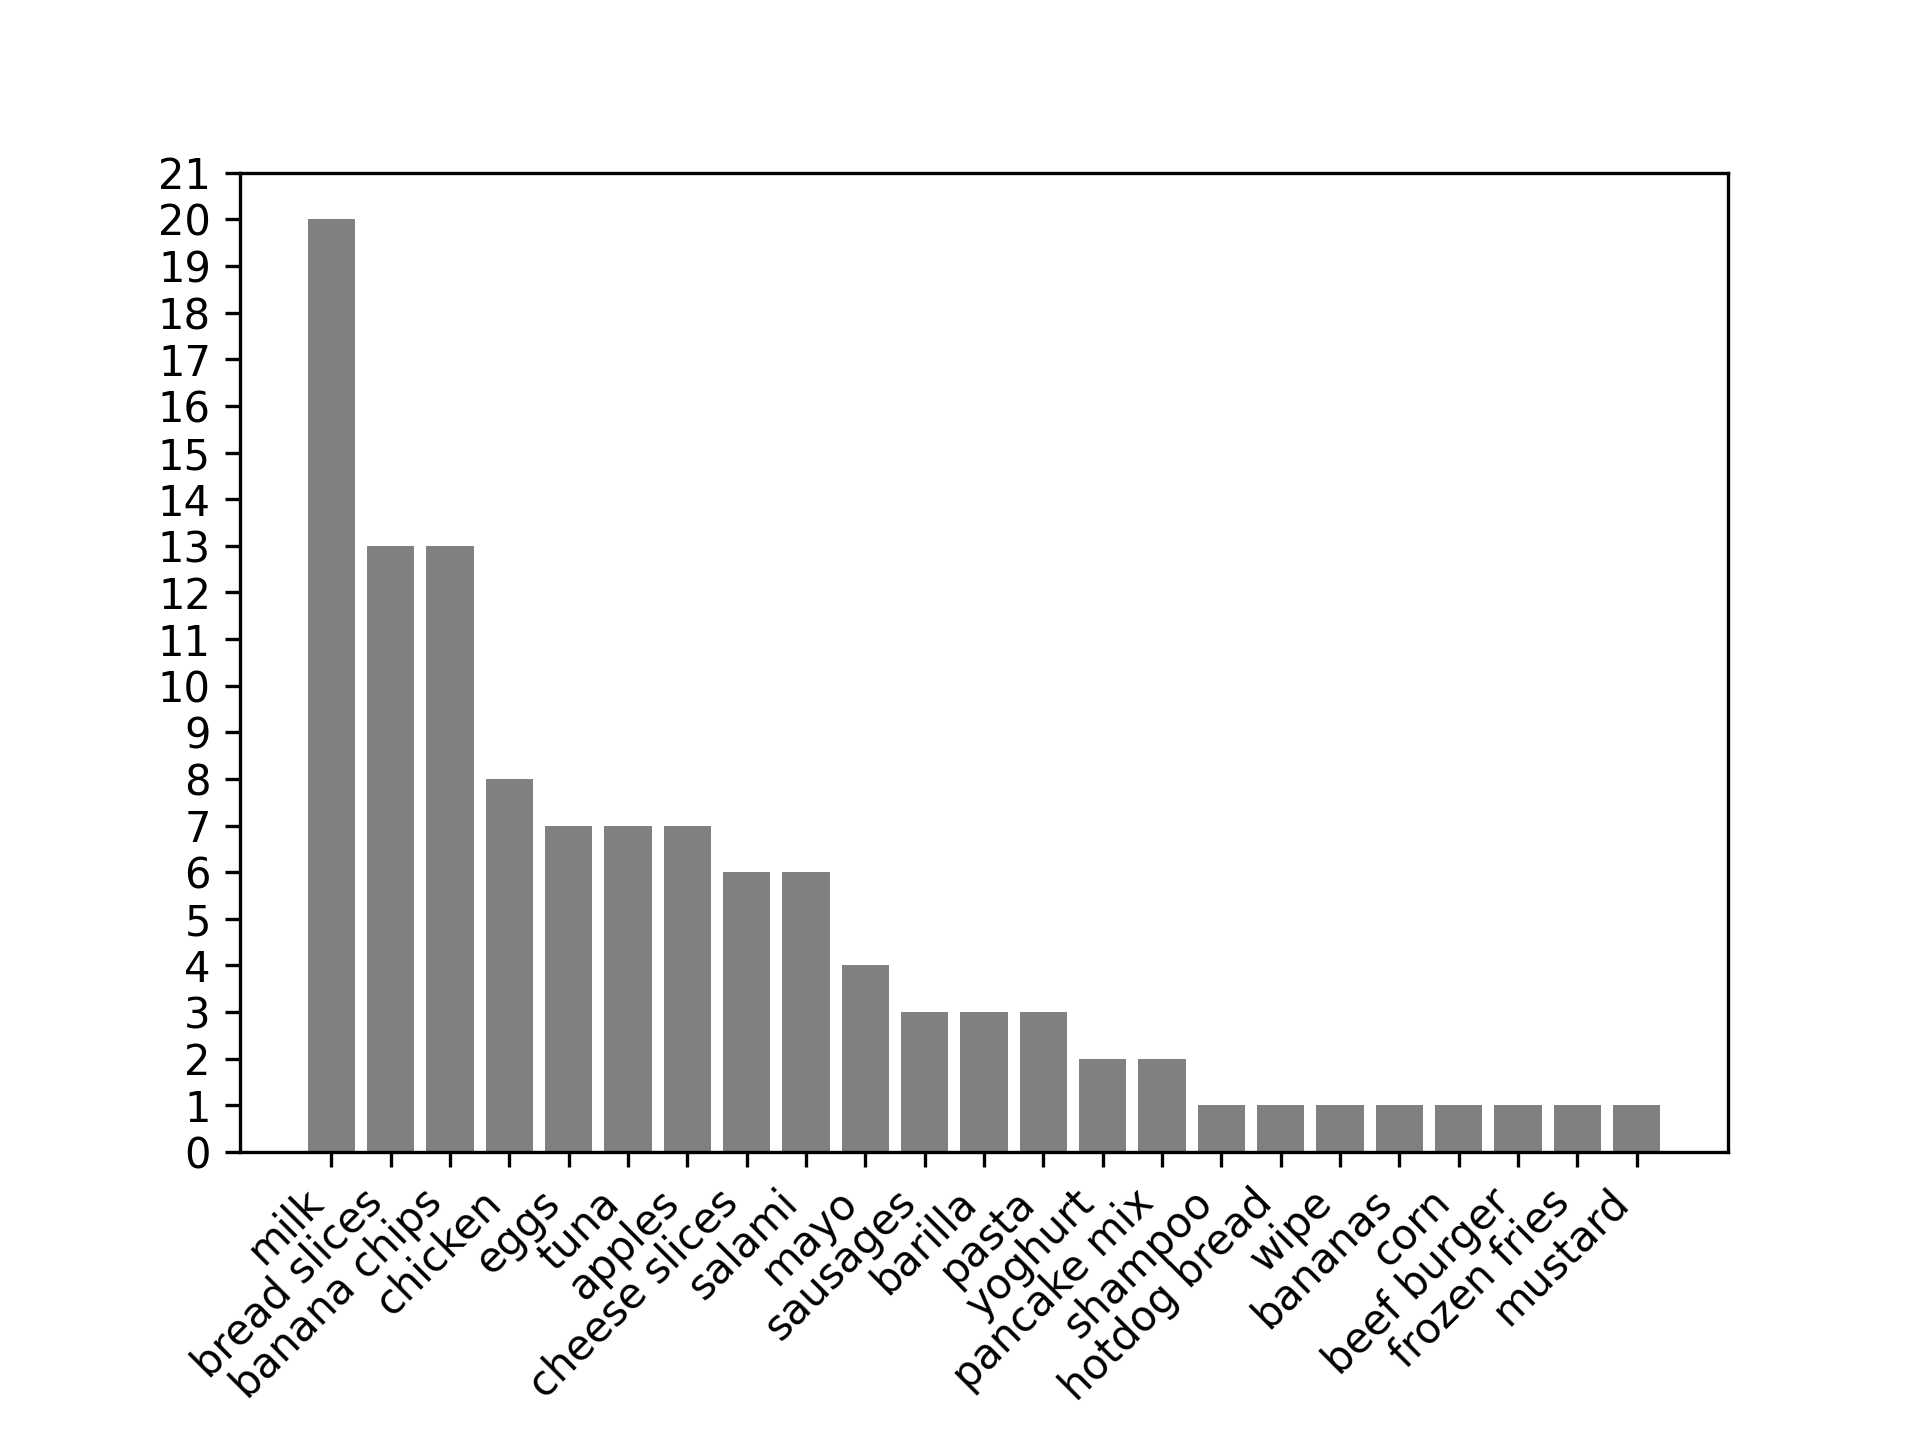 21
20
19
18
17
16
15
14
13
12
11
10
9
8
7
6
5
4
3
2
1
0
milk
bread slices
banana chips
chicken
eggs
tuna
apples
cheese slices
salami
mayo
sausages
barilla
pasta
yoghurt
pancake mix
shampoo
hotdog bread
wipe
bananas
corn
beef burger
frozen fries
mustard